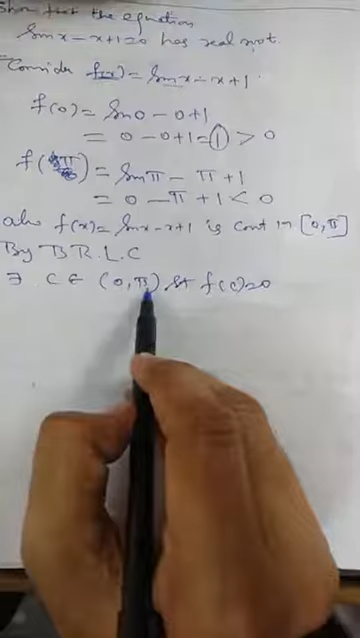 Show that the equation
Sin x - x + 1 = 0 has real root.
Consider f(x) = Sin x - x + 1
f(0) = Sin 0 - 0 + 1
= 0 - 0 + 1 = 1 > 0
f(π) = Sin π - π + 1
= 0 - π + 1 < 0
also f(x) = Sin x - x + 1 is cont in [0, π]
By B R. L. C
∃ C ∈ (0, π) st f(c) = 0